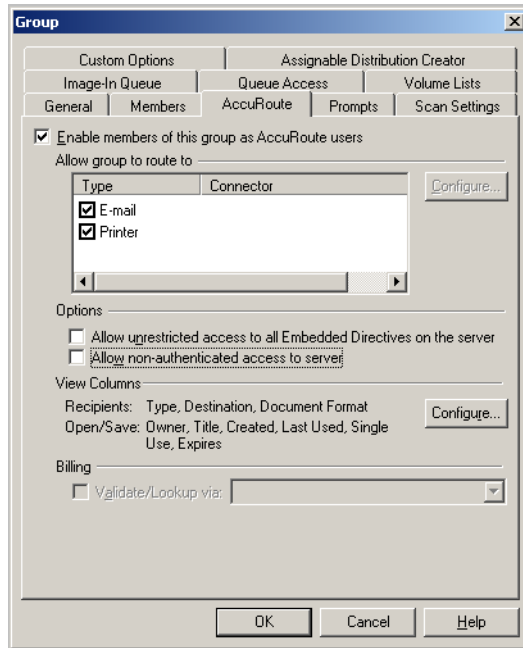 Group
Custom Options Assignable Distribution Creator
Image-In Queue Queue Access Volume Lists
General Members AccuRoute Prompts Scan Settings
Enable members of this group as AccuRoute users
Allow group to route to
Type Connector Configure...
E-mail
Printer
Options
Allow unrestricted access to all Embedded Directives on the server
Allow non-authenticated access to server
View Columns
Recipients: Type, Destination, Document Format Configure...
Open/Save: Owner, Title, Created, Last Used, Single
Use, Expires
Billing
Validate/Lookup via:
OK Cancel Help